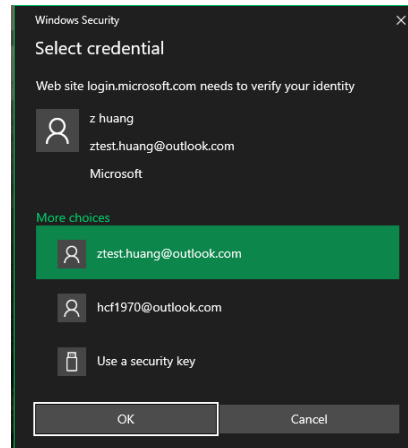 Windows Security
Select credential
Web site login.microsoft.com needs to verify your identity
z huang
ztest.huang@outlook.com
Microsoft
More choices
ztest.huang@outlook.com
hcf1970@outlook.com
Use a security key
OK
Cancel